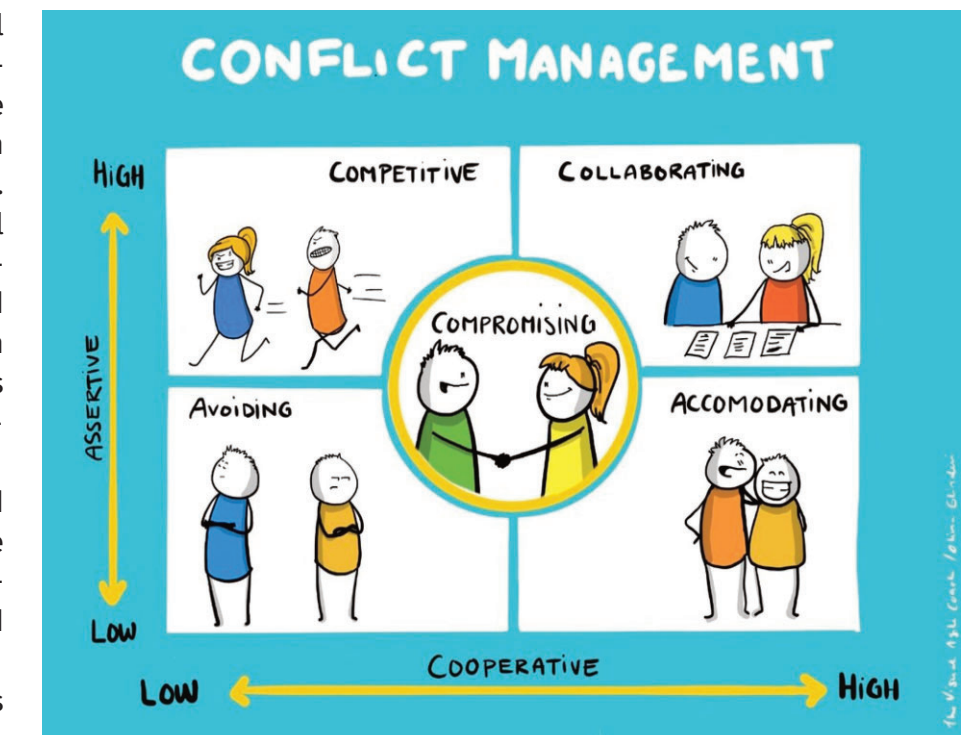 CONFLiCT MANAGEMENT
HiGH
COMPETITIVE
COLLABORATiNG
COMPROMiSING
ASSERTIVE
AVOIDING
ACCOMODATiNG
LOW
COOPERATIVE
LOW
HiGH